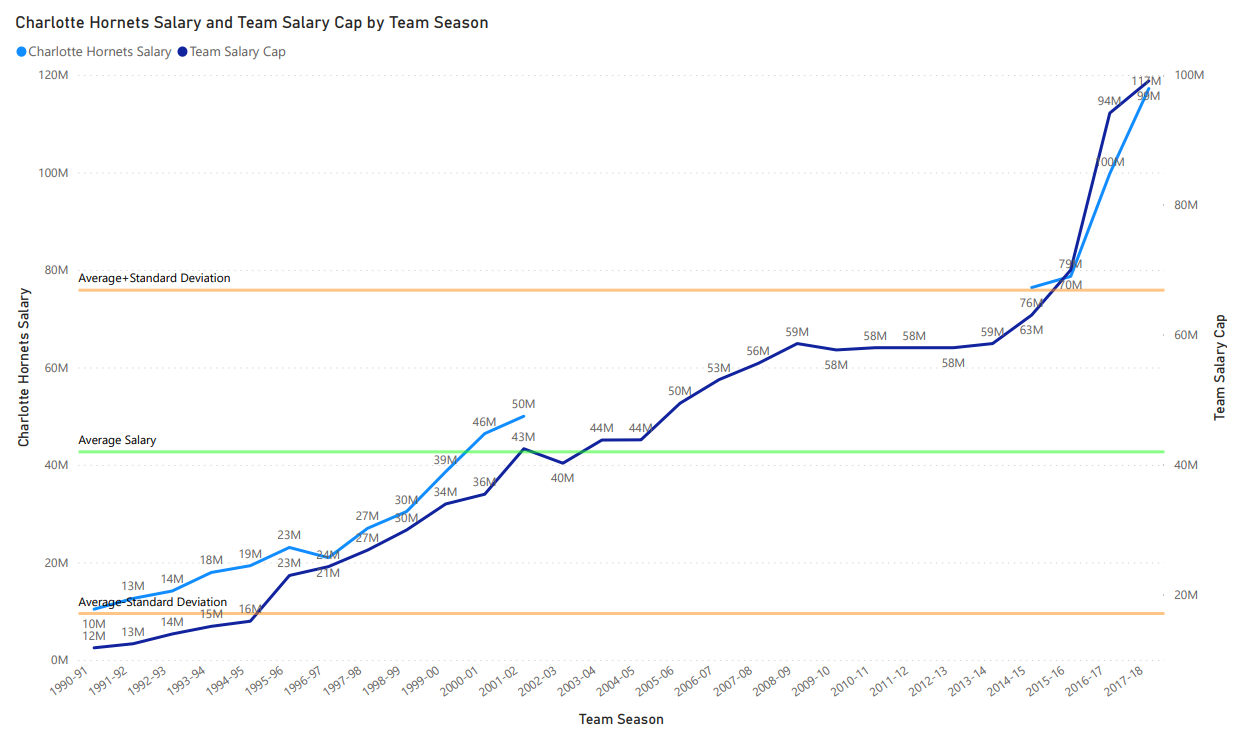 Charlotte Hornets Salary and Team Salary Cap by Team Season
Charlotte Hornets Salary Team Salary Cap
120M
100M
80M
60M
40M
20M
0M
Charlotte Hornets Salary
100M
80M
60M
40M
20M
Team Salary Cap
Average+Standard Deviation
Average Salary
Average-Standard Deviation
10M
13M
14M
18M
19M
23M
21M
27M
30M
39M
46M
50M
76M
79M
100M
117M
12M
13M
14M
15M
16M
23M
24M
27M
30M
34M
36M
43M
40M
44M
44M
50M
53M
56M
59M
58M
58M
58M
58M
59M
63M
70M
94M
99M
1990-91
1991-92
1992-93
1993-94
1994-95
1995-96
1996-97
1997-98
1998-99
1999-00
2000-01
2001-02
2002-03
2003-04
2004-05
2005-06
2006-07
2007-08
2008-09
2009-10
2010-11
2011-12
2012-13
2013-14
2014-15
2015-16
2016-17
2017-18
Team Season